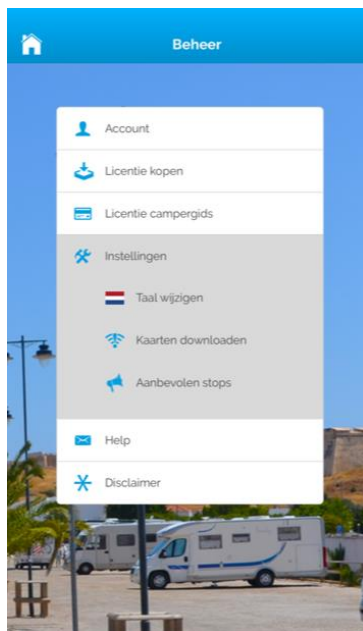 Beheer
Account
Licentie kopen
Licentie campergids
Instellingen
Taal wijzigen
Kaarten downloaden
Aanbevolen stops
Help
Disclaimer